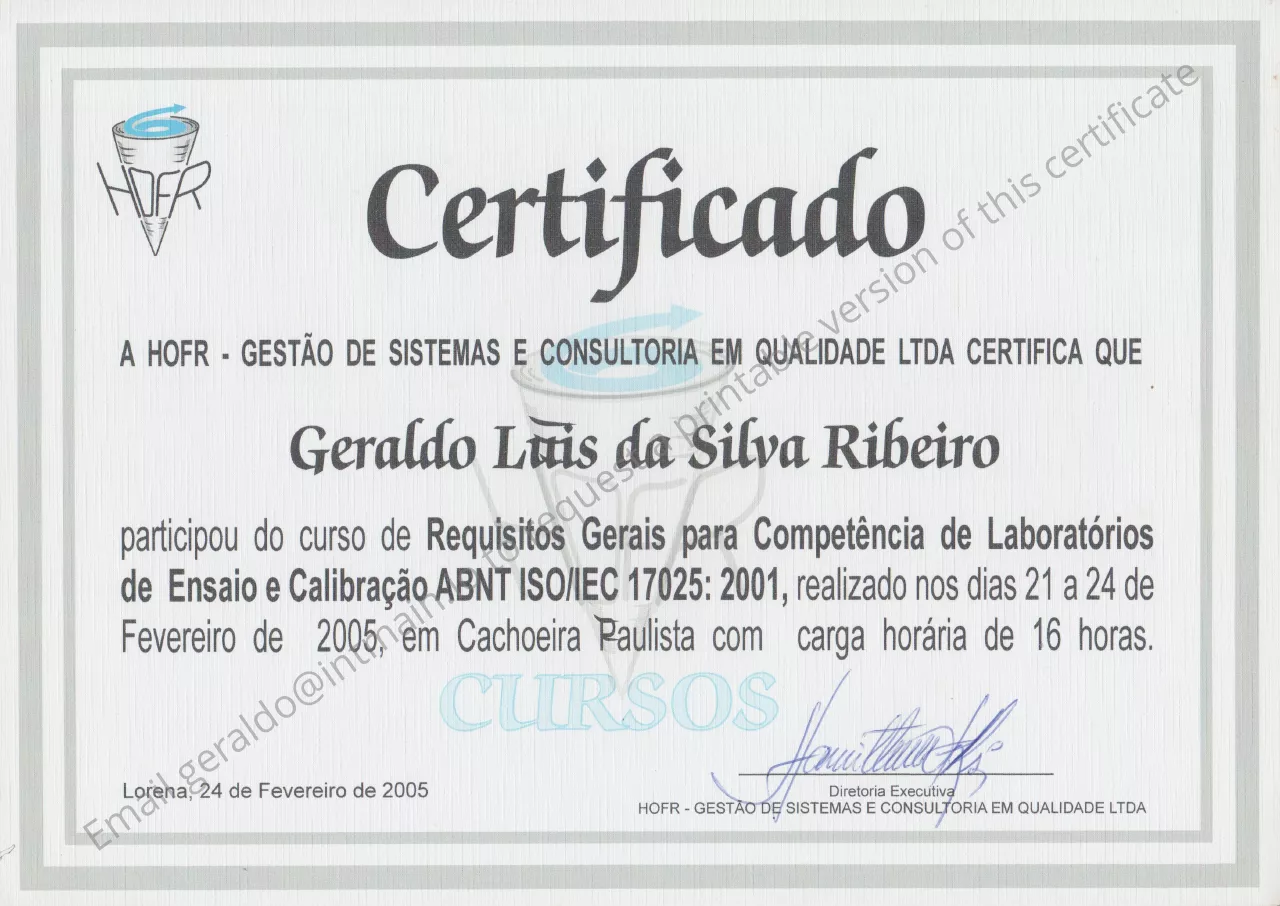 HOFR
Certificado
A HOFR - GESTÃO DE SISTEMAS E CONSULTORIA EM QUALIDADE LTDA CERTIFICA QUE
Geraldo Luis da Silva Ribeiro
participou do curso de Requisitos Gerais para Competência de Laboratórios
de Ensaio e Calibração ABNT ISO/IEC 17025: 2001, realizado nos dias 21 a 24 de
Fevereiro de 2005, em Cachoeira Paulista com carga horária de 16 horas.
CURSOS
Lorena, 24 de Fevereiro de 2005
Diretoria Executiva
HOFR - GESTÃO DE SISTEMAS E CONSULTORIA EM QUALIDADE LTDA
Email geraldo@intmain.io to request a printable version of this certificate